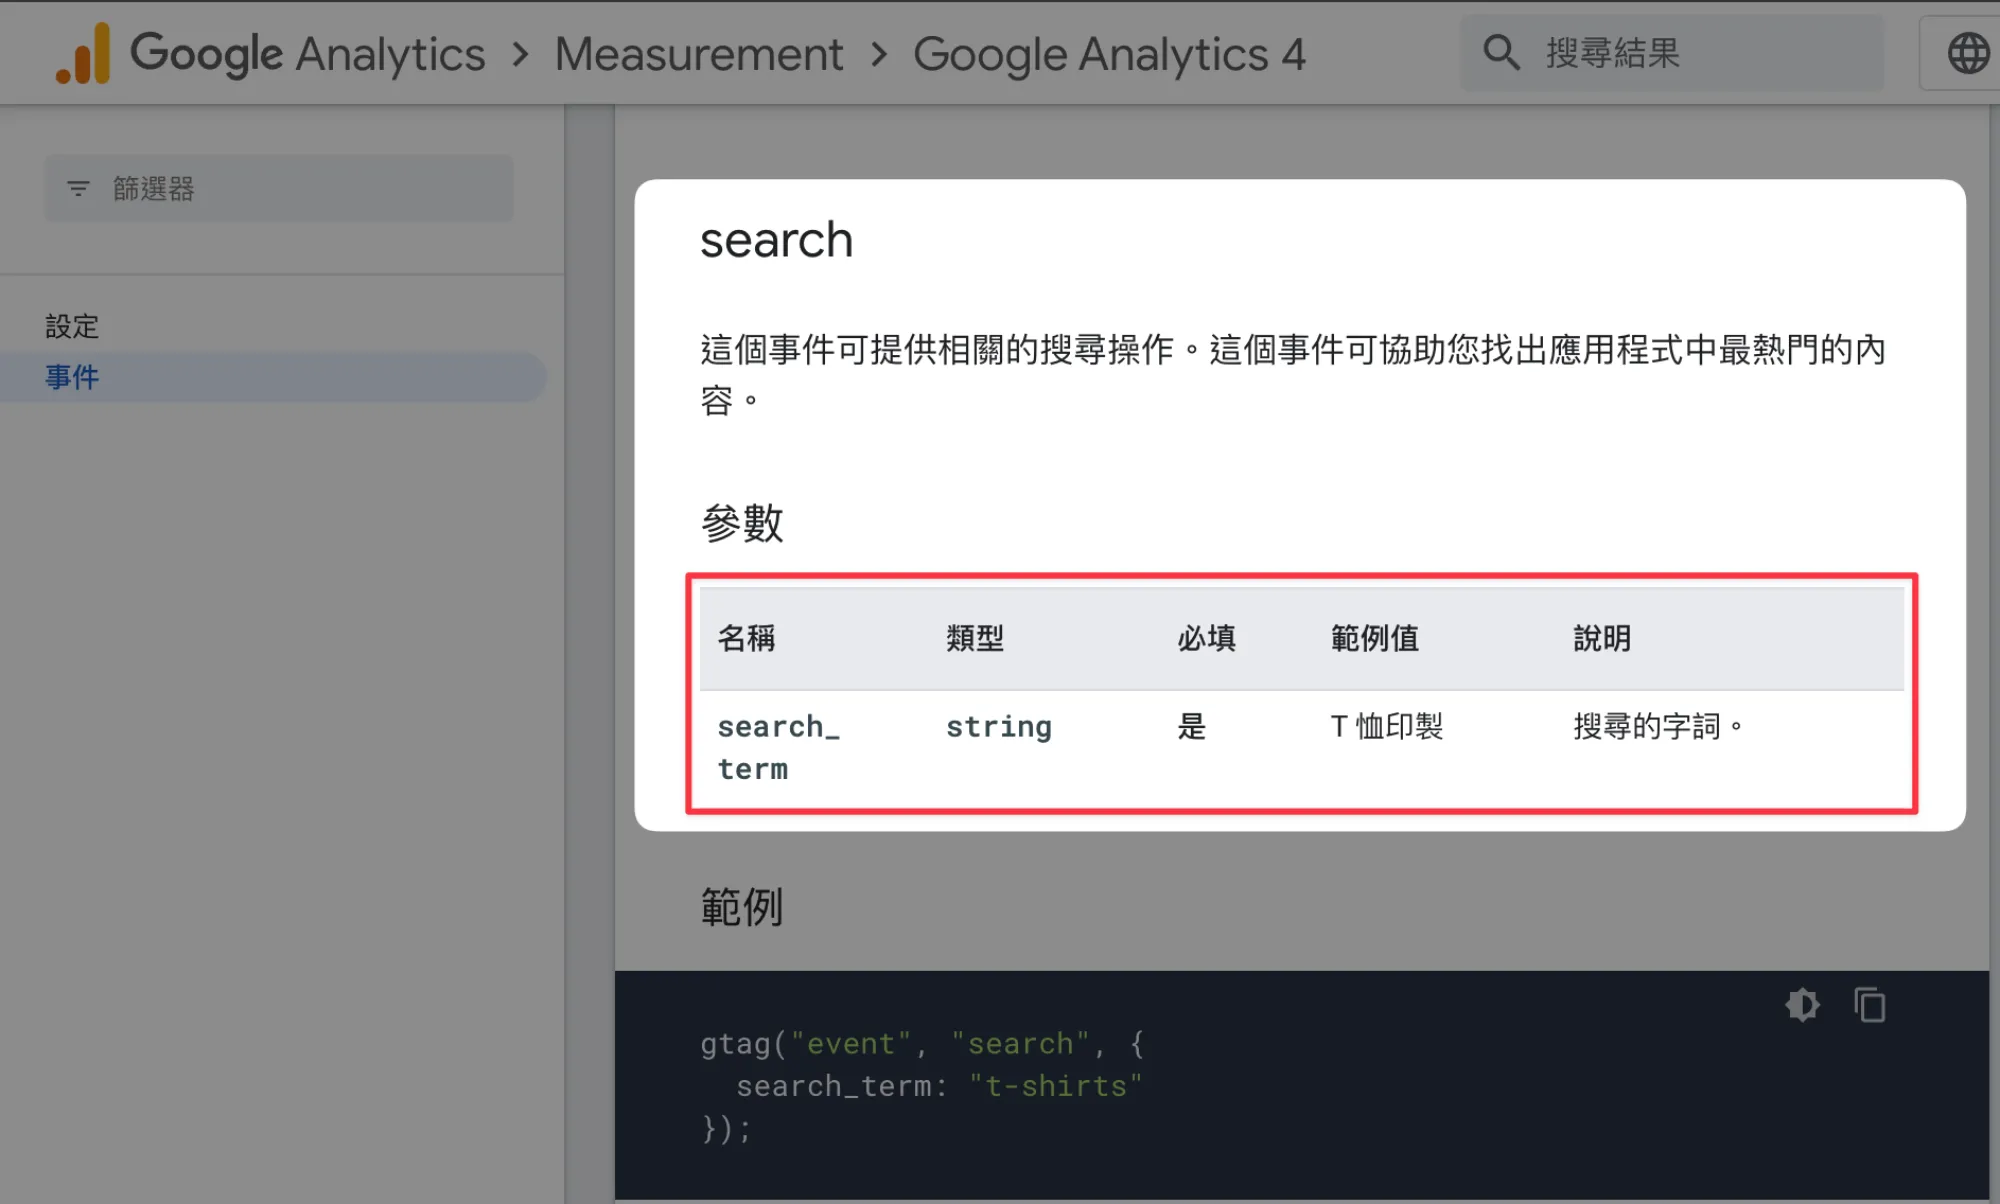 Google Analytics > Measurement > Google Analytics 4
搜尋結果
篩選器
設定
事件
search
這個事件可提供相關的搜尋操作。這個事件可協助您找出應用程式中最熱門的內
容。
參數
名稱 類型 必填 範例值 說明
search_ string 是 T 恤印製 搜尋的字詞。
term
範例
gtag("event", "search", {
  search_term: "t-shirts"
});